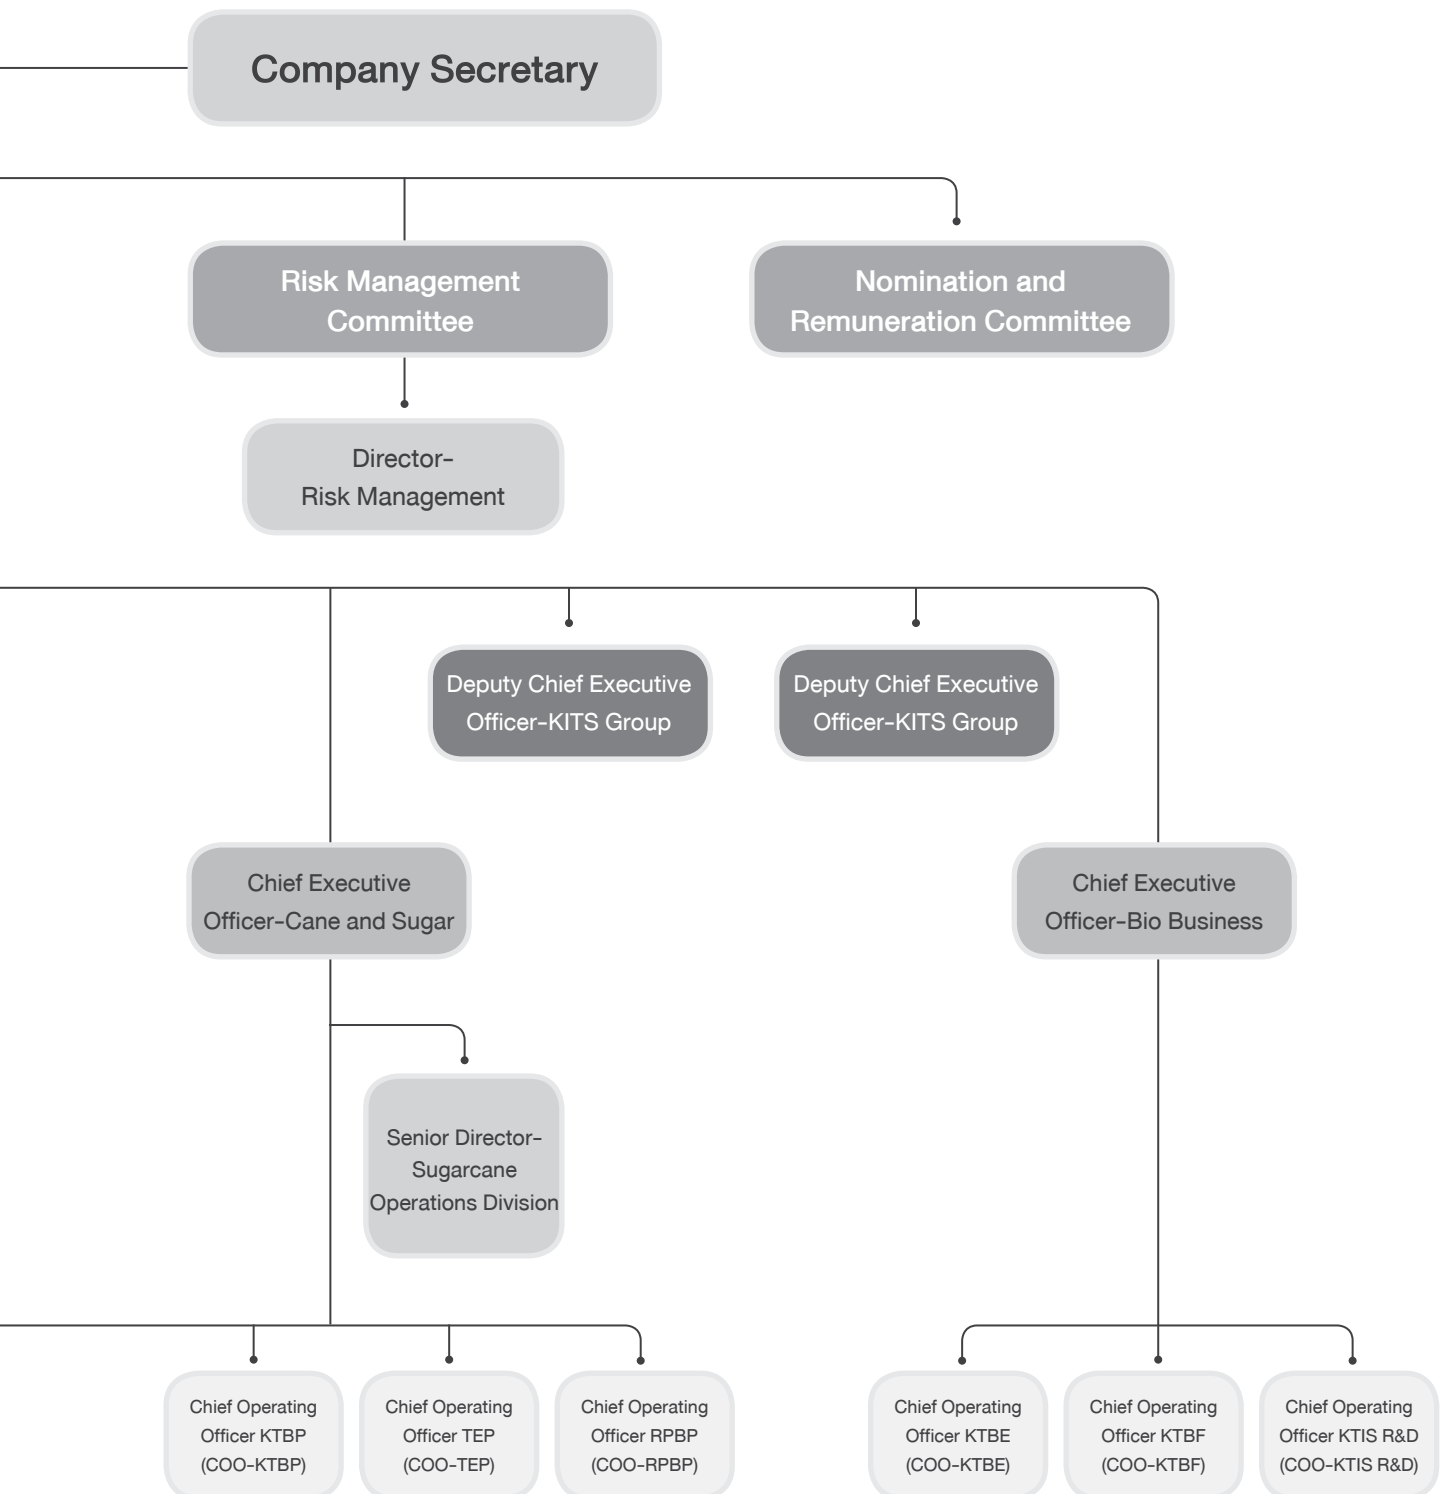 Company Secretary
Risk Management
Committee
Nomination and
Remuneration Committee
Director-
Risk Management
Deputy Chief Executive
Officer-KITS Group
Deputy Chief Executive
Officer-KITS Group
Chief Executive
Officer-Cane and Sugar
Chief Executive
Officer-Bio Business
Senior Director-
Sugarcane
Operations Division
Chief Operating
Officer KTBP
(COO-KTBP)
Chief Operating
Officer TEP
(COO-TEP)
Chief Operating
Officer RPBP
(COO-RPBP)
Chief Operating
Officer KTBE
(COO-KTBE)
Chief Operating
Officer KTBF
(COO-KTBF)
Chief Operating
Officer KTIS R&D
(COO-KTIS R&D)